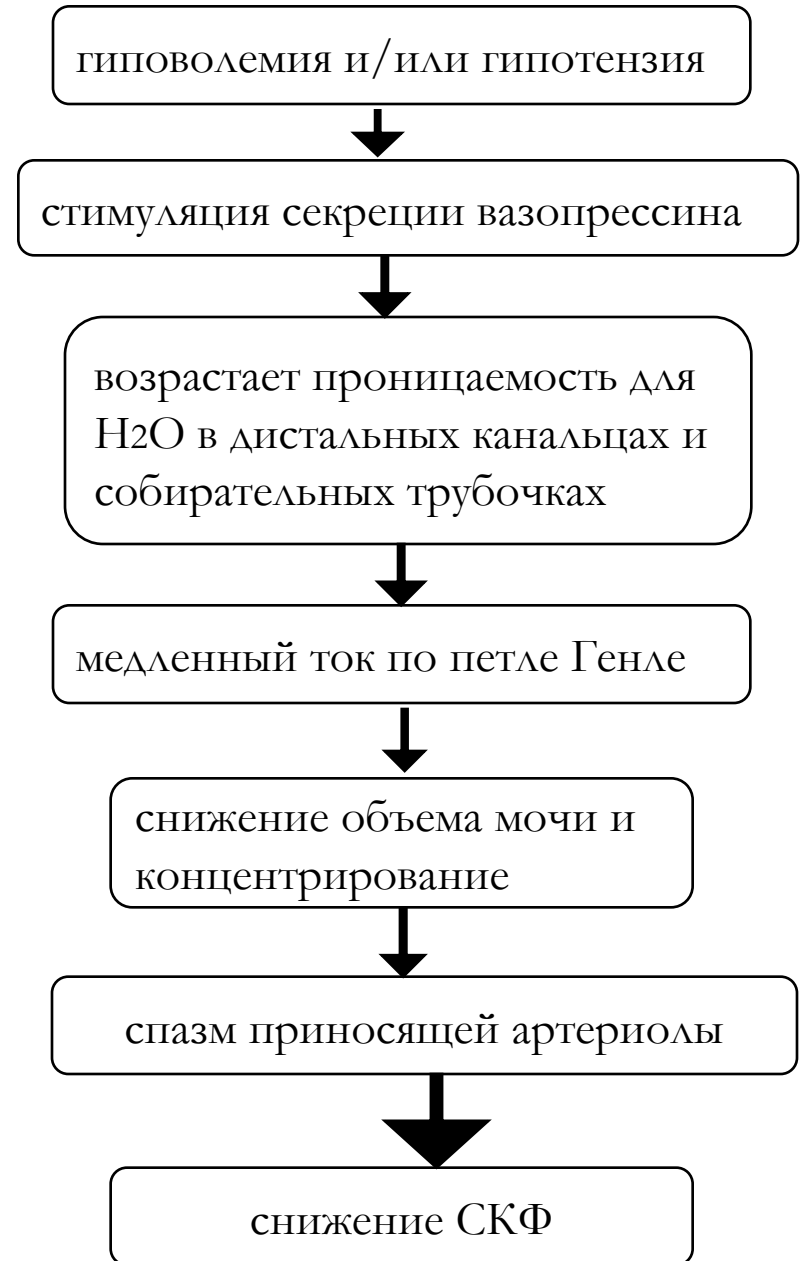 гиповолемия и/или гипотензия
стимуляция секреции вазопрессина
возрастает проницаемость для
H2O в дистальных канальцах и
собирательных трубочках
медленный ток по петле Генле
снижение объема мочи и
концентрирование
спазм приносящей артериолы
снижение СКФ